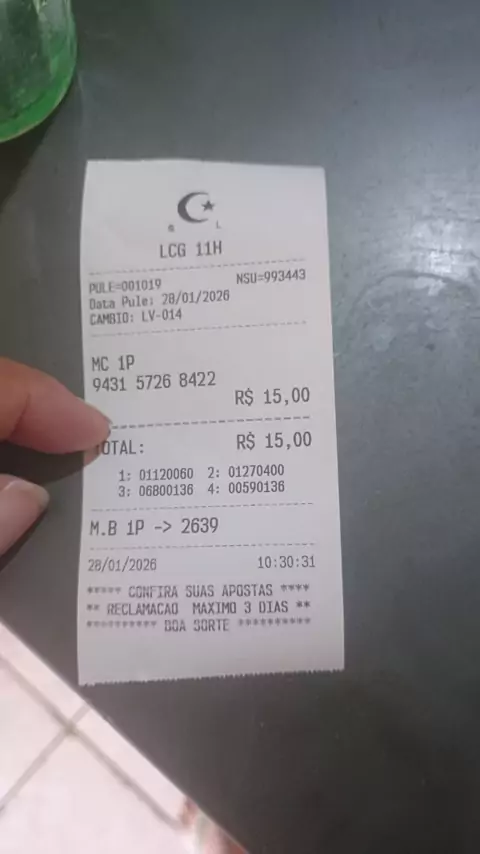 B L
LCG 11H
PULE=001019 NSU=993443
Data Pule: 28/01/2026
CAMBIO: LV-014
MC 1P
9431 5726 8422
R$ 15,00
TOTAL: R$ 15,00
1: 01120060 2: 01270400
3: 06800136 4: 00590136
M.B 1P -> 2639
28/01/2026 10:30:31
***** CONFIRA SUAS APOSTAS ****
** RECLAMACAO MAXIMO 3 DIAS **
********** BOA SORTE **********